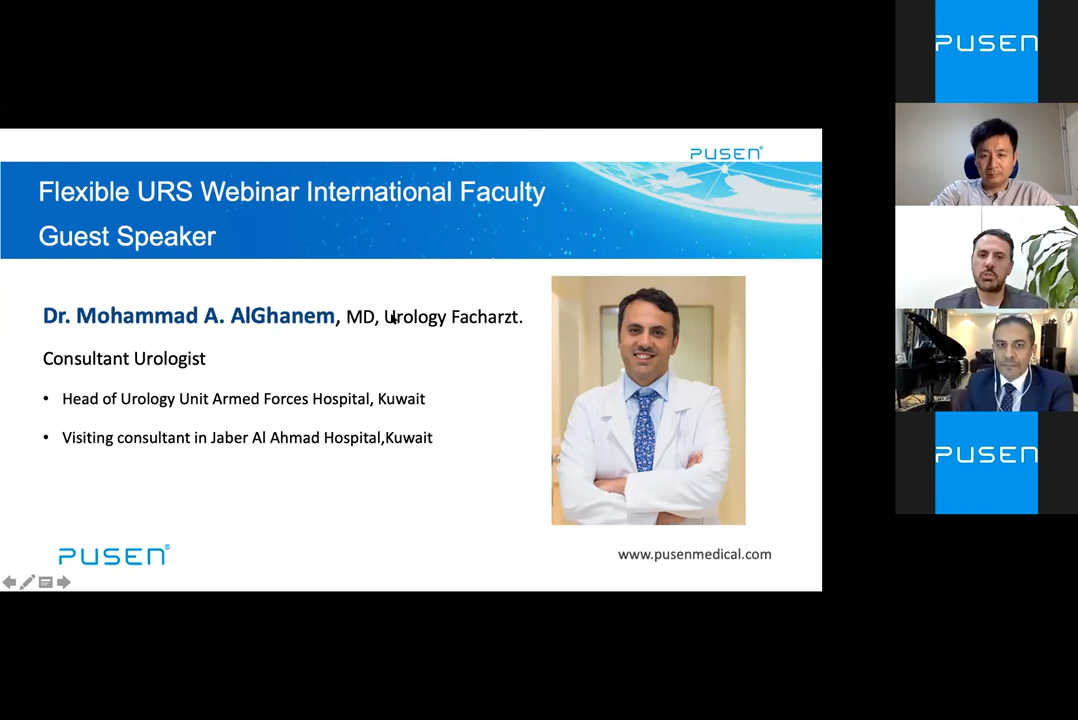 PUSEN
PUSEN®
Flexible URS Webinar International Faculty
Guest Speaker
Dr. Mohammad A. AlGhanem, MD, Urology Facharzt.
Consultant Urologist
• Head of Urology Unit Armed Forces Hospital, Kuwait
• Visiting consultant in Jaber Al Ahmad Hospital,Kuwait
PUSEN®
www.pusenmedical.com
PUSEN